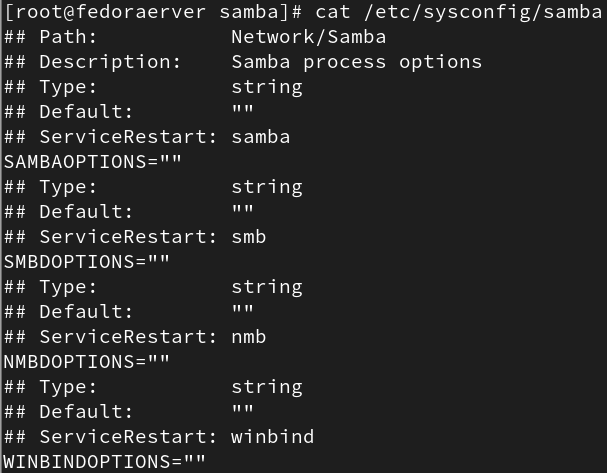 [root@fedoraerver samba]# cat /etc/sysconfig/samba
## Path:           Network/Samba
## Description:    Samba process options
## Type:           string
## Default:        ""
## ServiceRestart: samba
SAMBAOPTIONS=""
## Type:           string
## Default:        ""
## ServiceRestart: smb
SMBDOPTIONS=""
## Type:           string
## Default:        ""
## ServiceRestart: nmb
NMBDOPTIONS=""
## Type:           string
## Default:        ""
## ServiceRestart: winbind
WINBINDOPTIONS=""